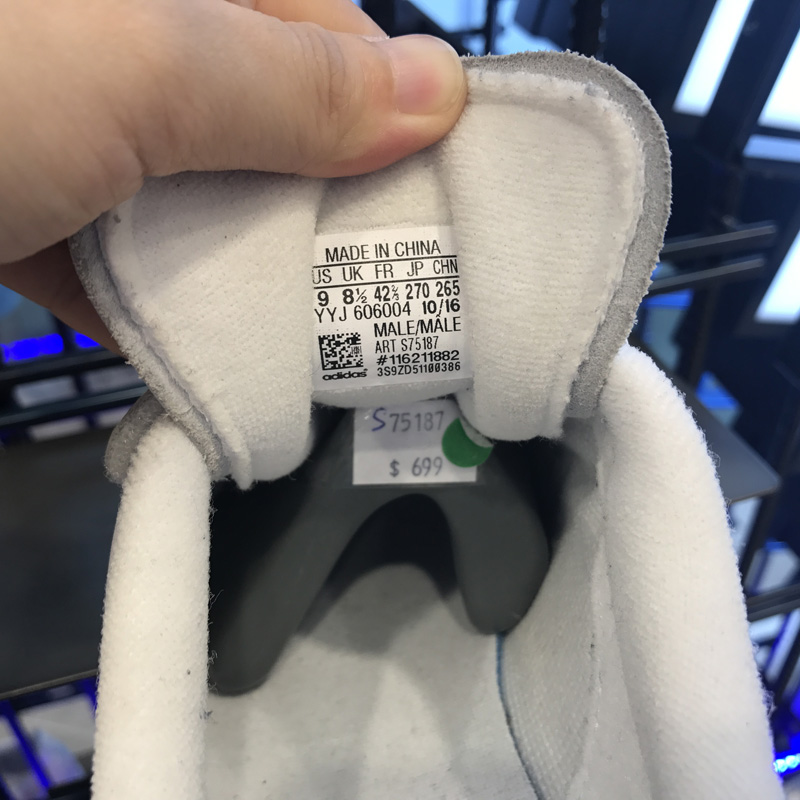 MADE IN CHINA
US UK FR JP CHN
9 8½ 42⅔ 270 265
YYJ 606004 10/16
MALE/MÂLE
ART S75187
#116211882
adidas 3S9ZD51100386
S75187
$ 699